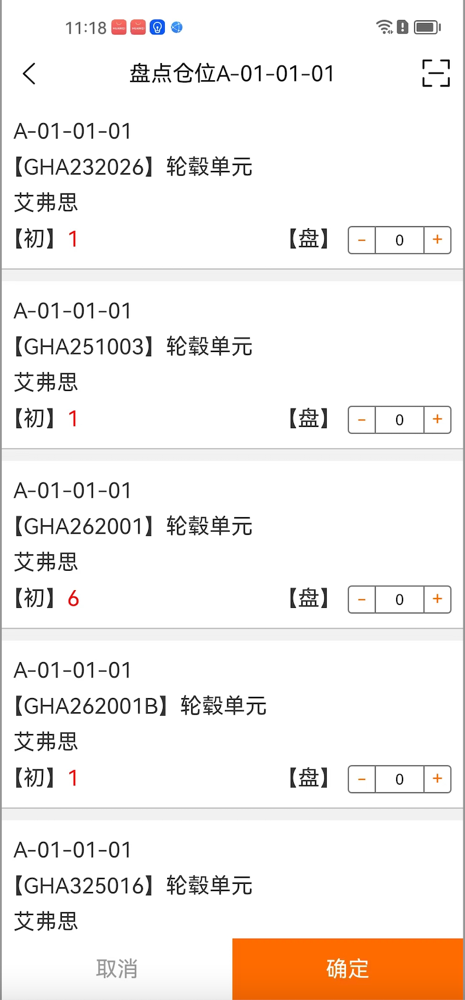 11:18
盘点仓位A-01-01-01
A-01-01-01
【GHA232026】轮毂单元
艾弗思
【初】1 【盘】 - 0 +
A-01-01-01
【GHA251003】轮毂单元
艾弗思
【初】1 【盘】 - 0 +
A-01-01-01
【GHA262001】轮毂单元
艾弗思
【初】6 【盘】 - 0 +
A-01-01-01
【GHA262001B】轮毂单元
艾弗思
【初】1 【盘】 - 0 +
A-01-01-01
【GHA325016】轮毂单元
艾弗思
取消 确定